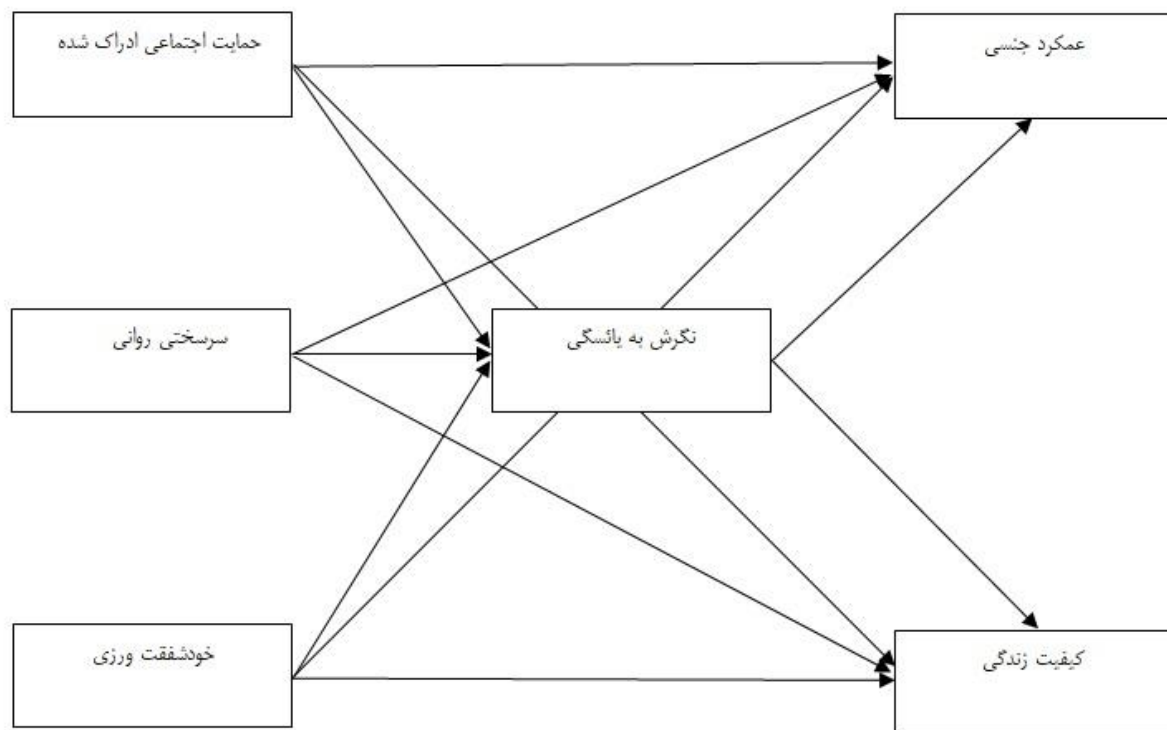 حمایت اجتماعی ادراک شده
عمکرد جنسی
سرسختی روانی
نگرش به یائسگی
خودشفقت ورزی
کیفیت زندگی